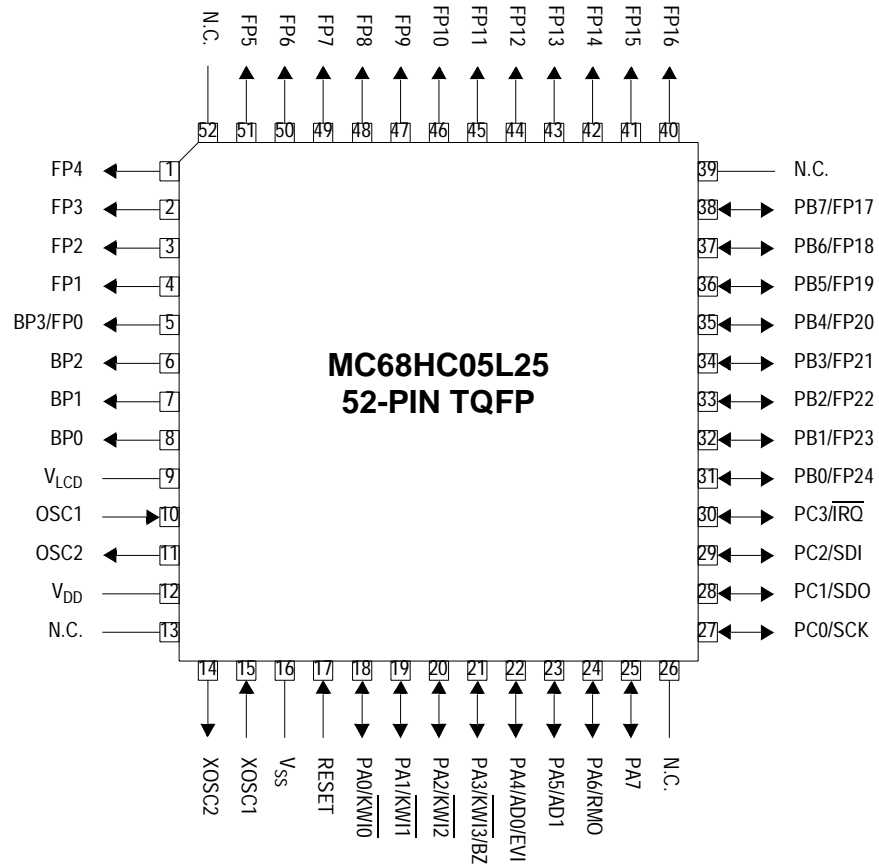 N.C.
FP5
FP6
FP7
FP8
FP9
FP10
FP11
FP12
FP13
FP14
FP15
FP16
52
51
50
49
48
47
46
45
44
43
42
41
40
FP4 1
FP3 2
FP2 3
FP1 4
BP3/FP0 5
BP2 6
BP1 7
BP0 8
VLCD 9
OSC1 10
OSC2 11
VDD 12
N.C. 13
MC68HC05L25
52-PIN TQFP
39 N.C.
38 PB7/FP17
37 PB6/FP18
36 PB5/FP19
35 PB4/FP20
34 PB3/FP21
33 PB2/FP22
32 PB1/FP23
31 PB0/FP24
30 PC3/IRQ
29 PC2/SDI
28 PC1/SDO
27 PC0/SCK
14
15
16
17
18
19
20
21
22
23
24
25
26
XOSC2
XOSC1
VSS
RESET
PA0/KWI0
PA1/KWI1
PA2/KWI2
PA3/KWI3/BZ
PA4/AD0/EVI
PA5/AD1
PA6/RMO
PA7
N.C.